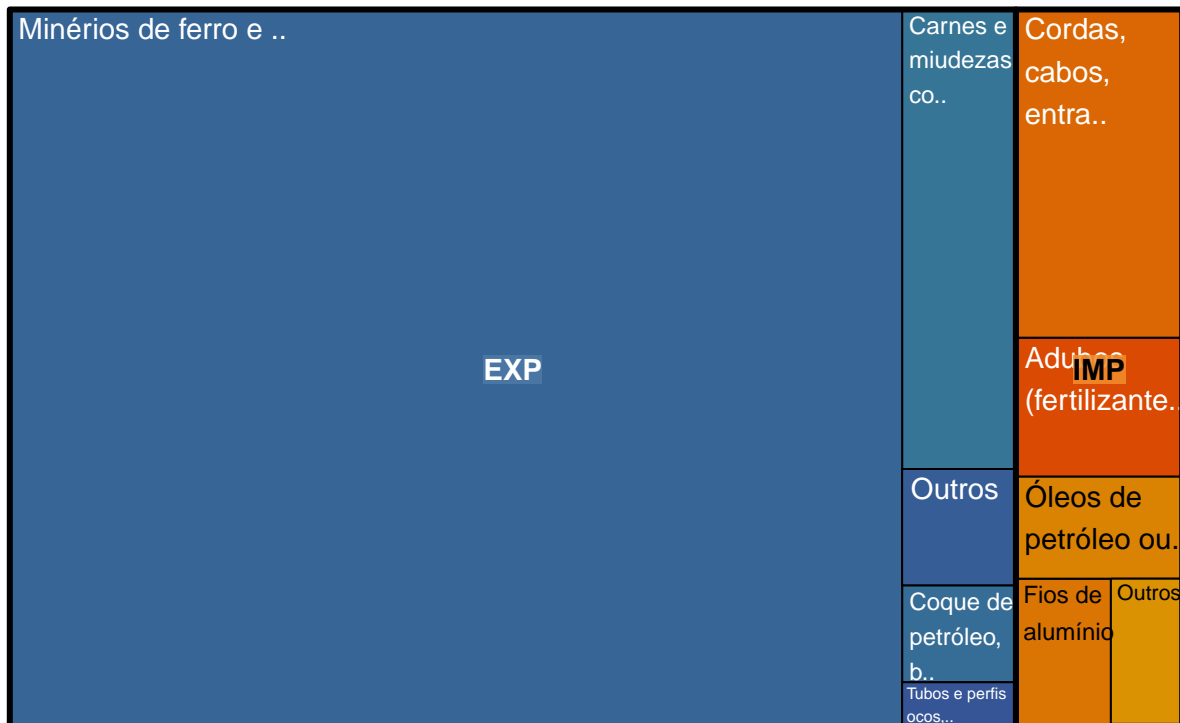 Minérios de ferro e ..
EXP
Carnes e
miudezas
co..
Outros
Coque de
petróleo,
b..
Tubos e perfis
ocos,..
Cordas,
cabos,
entra..
Adubos
(fertilizante..
IMP
Óleos de
petróleo ou..
Fios de
alumínio
Outros